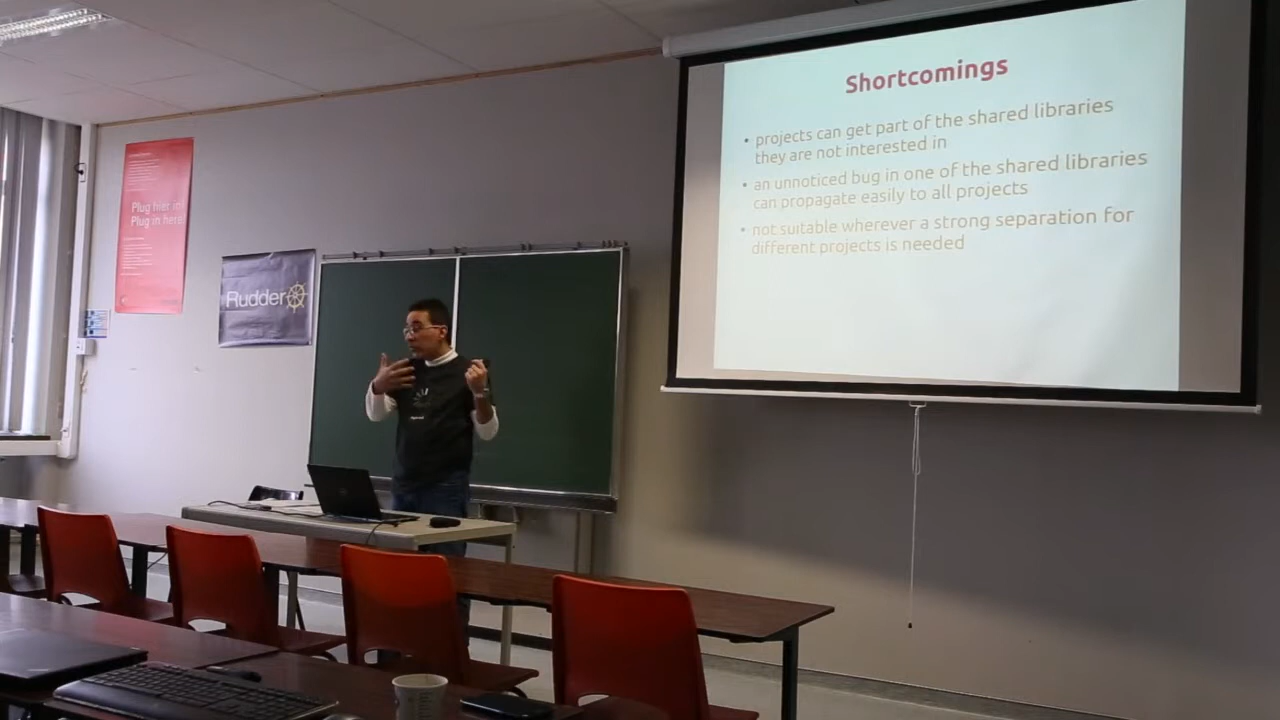 Shortcomings
• projects can get part of the shared libraries
they are not interested in
• an unnoticed bug in one of the shared libraries
can propagate easily to all projects
• not suitable wherever a strong separation for
different projects is needed
Plug hier in!
Plug in here!
Rudder